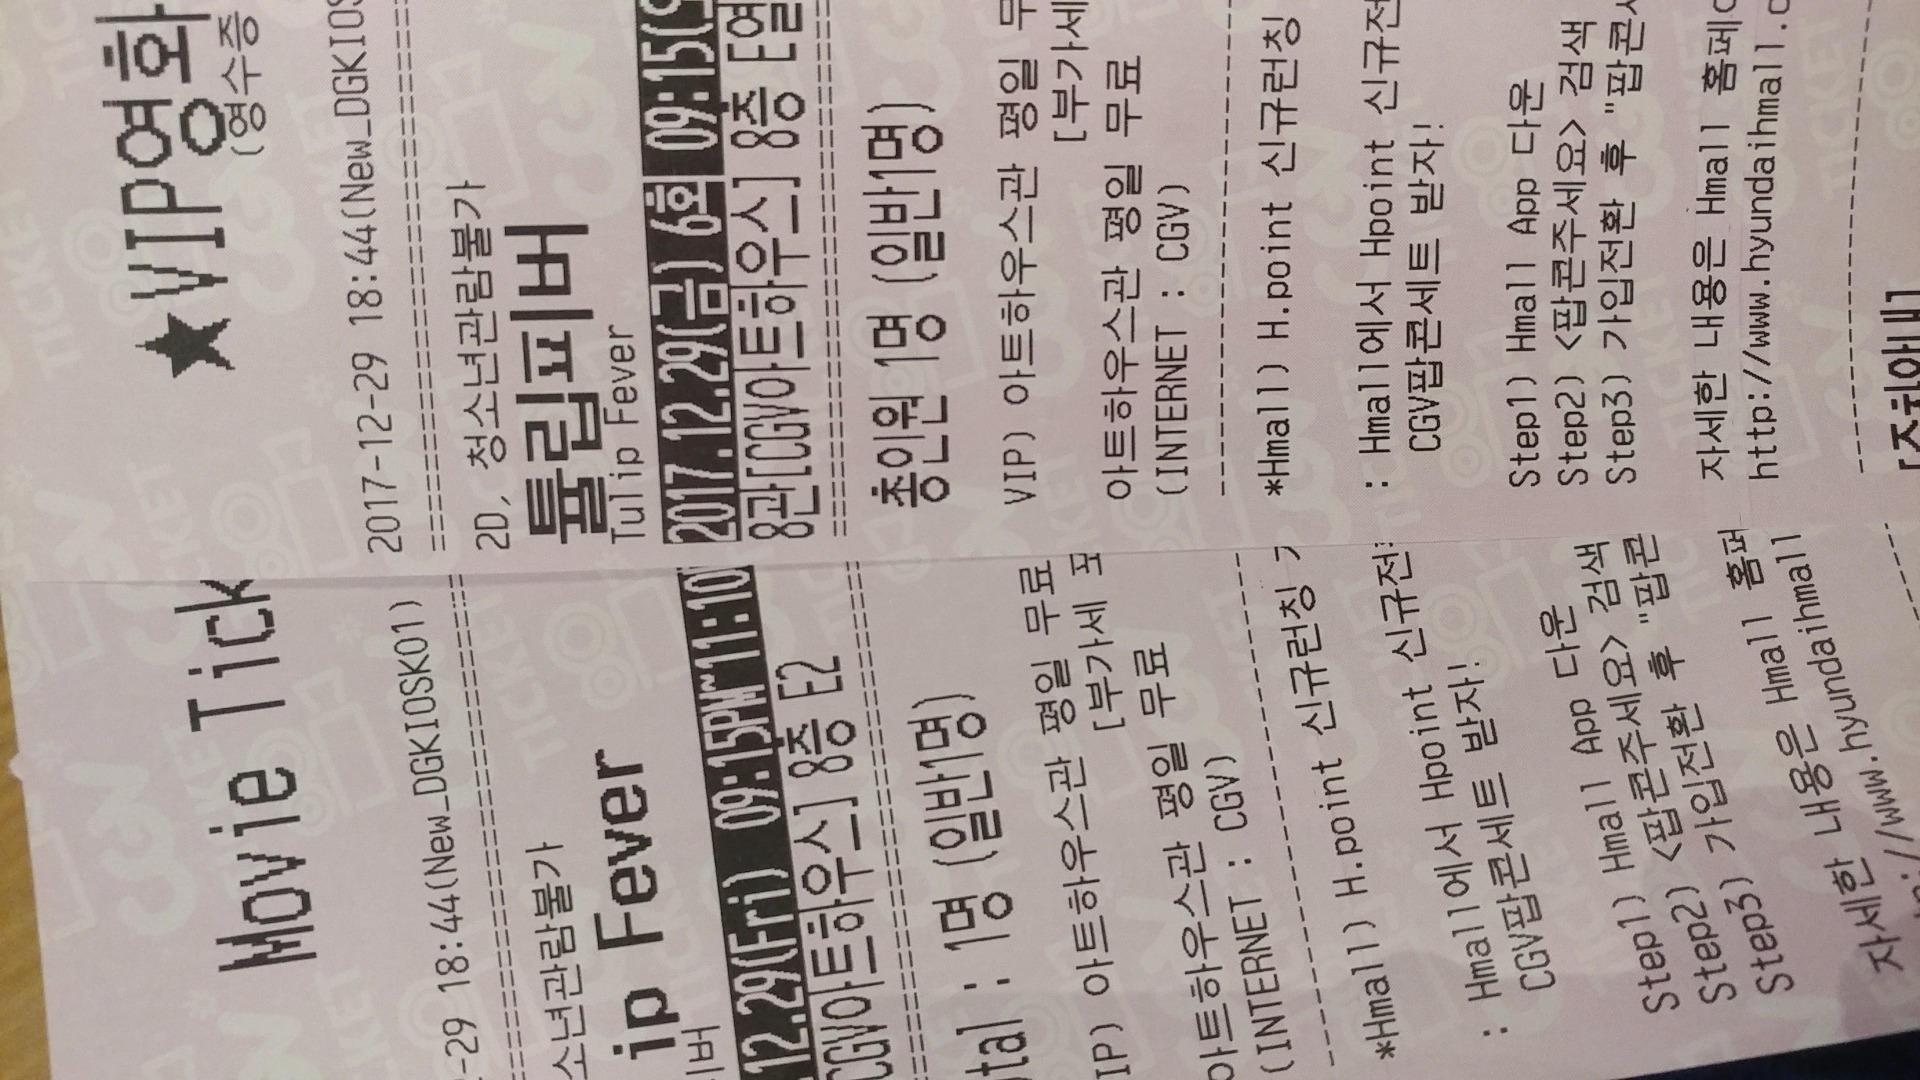 ★VIP영화
(영수증
2017-12-29 18:44(New_DGKIOS
2D, 청소년관람불가
튤립피버
Tulip Fever
2017.12.29(금) 6회 09:15(
8관[CGV아트하우스] 8층 E열
총인원 1명 (일반1명)
VIP) 아트하우스관 평일 무
[부가세
아트하우스관 평일 무료
(INTERNET : CGV)
*Hmall) H.point 신규런칭
: Hmall에서 Hpoint 신규전
CGV팝콘세트 받자!
Step1) Hmall App 다운
Step2) <팝콘주세요> 검색
Step3) 가입전환 후 "팝콘
자세한 내용은 Hmall 홈페
http://www.hyundaihmall.c
Movie Tick
-29 18:44(New_DGKIOSK01)
소년관람불가
ip Fever
버
12.29(Fri) 09:15PM~11:10
CGV아트하우스] 8층 E2
tal : 1명 (일반1명)
IP) 아트하우스관 평일 무료
[부가세 포
아트하우스관 평일 무료
(INTERNET : CGV)
*Hmall) H.point 신규런칭
: Hmall에서 Hpoint 신규전
CGV팝콘세트 받자!
Step1) Hmall App 다운
Step2) <팝콘주세요> 검색
Step3) 가입전환 후 "팝콘
자세한 내용은 Hmall 홈페
://www.hyundaihmall